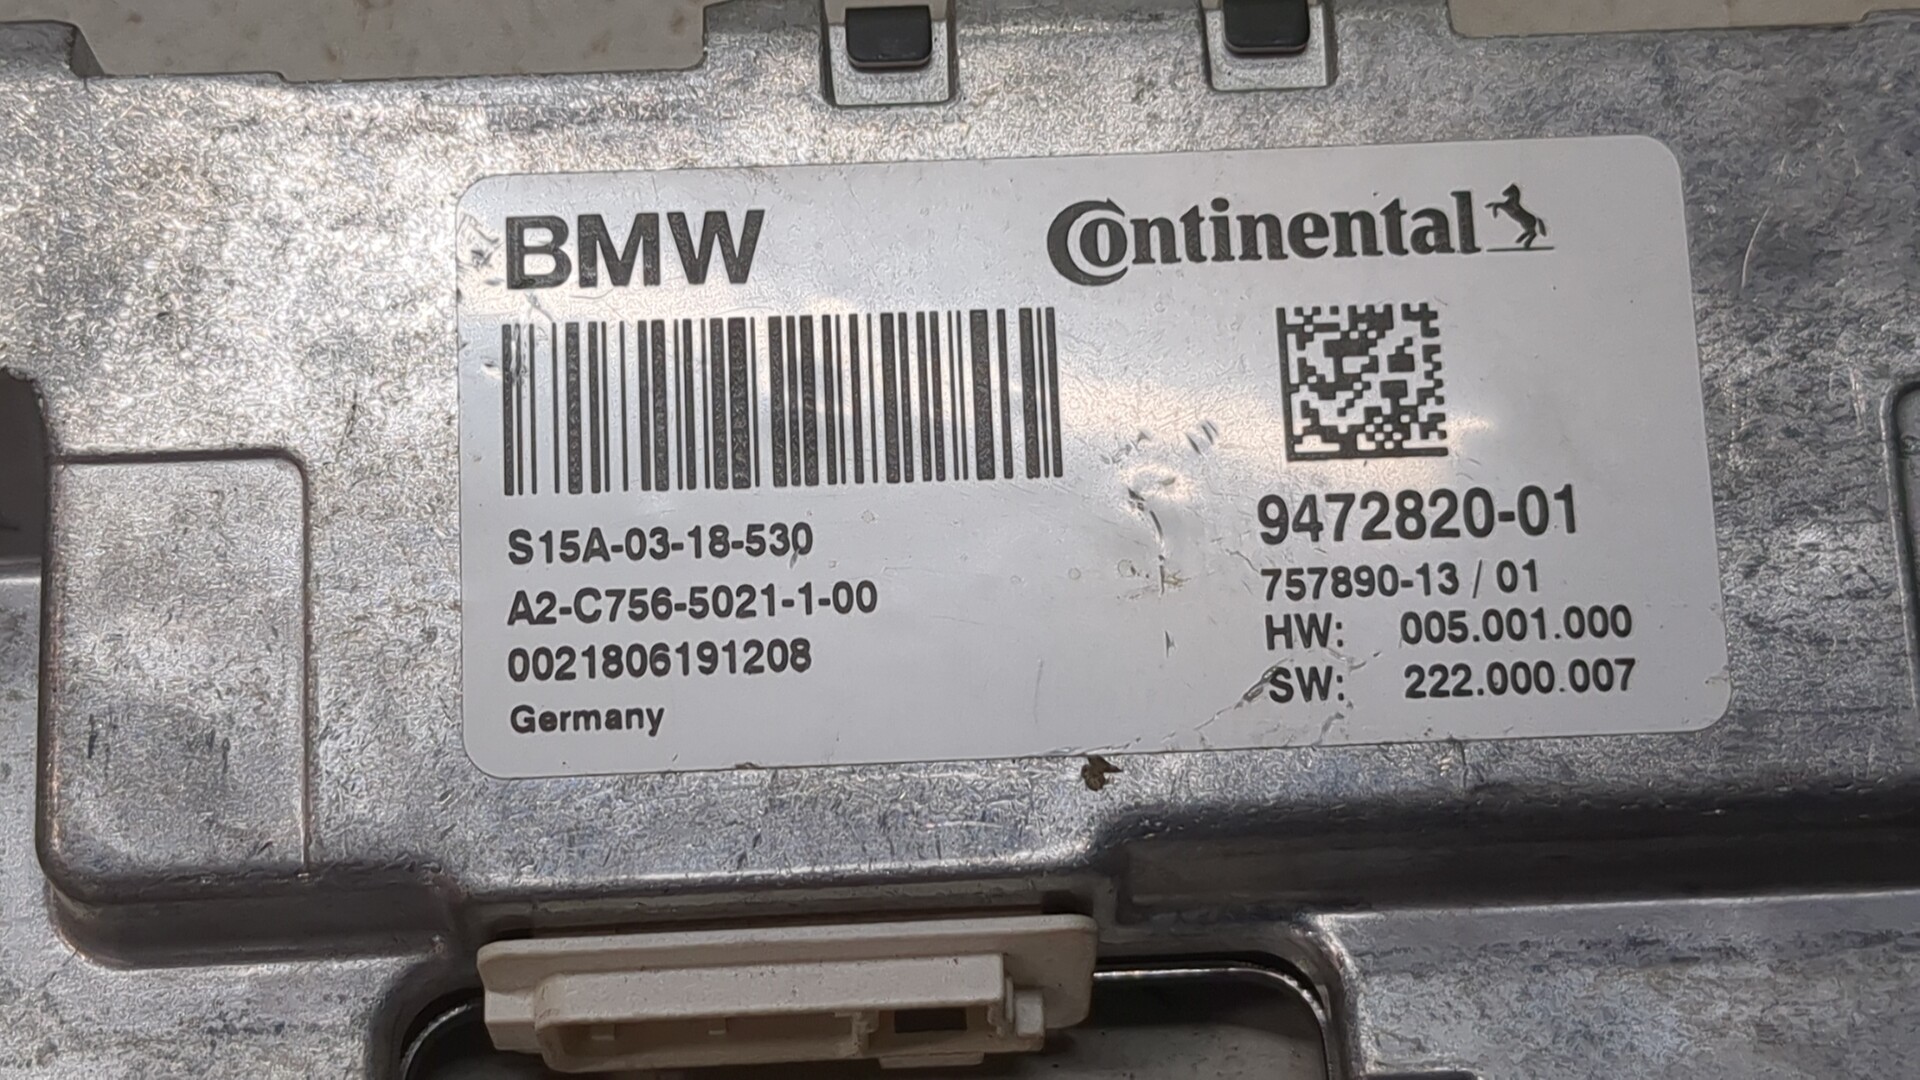 BMW
Continental
S15A-03-18-530
A2-C756-5021-1-00
0021806191208
Germany
9472820-01
757890-13 / 01
HW: 005.001.000
SW: 222.000.007